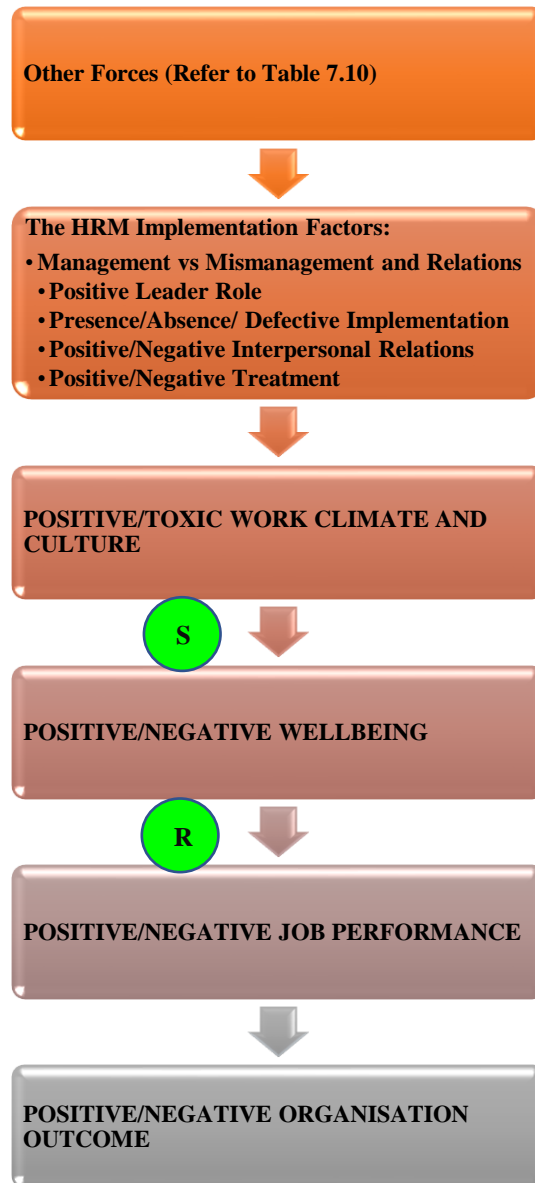 Other Forces (Refer to Table 7.10)
The HRM Implementation Factors:
• Management vs Mismanagement and Relations
• Positive Leader Role
• Presence/Absence/ Defective Implementation
• Positive/Negative Interpersonal Relations
• Positive/Negative Treatment
POSITIVE/TOXIC WORK CLIMATE AND
CULTURE
S
POSITIVE/NEGATIVE WELLBEING
R
POSITIVE/NEGATIVE JOB PERFORMANCE
POSITIVE/NEGATIVE ORGANISATION
OUTCOME